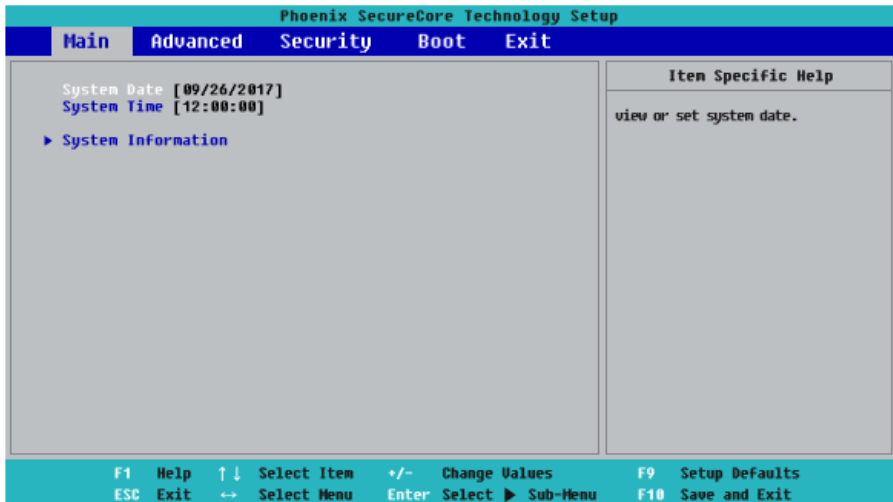 Phoenix SecureCore Technology Setup
Main Advanced Security Boot Exit
System Date [09/26/2017]
System Time [12:00:00]
▶ System Information
Item Specific Help
view or set system date.
F1 Help ↑↓ Select Item +/- Change Values F9 Setup Defaults
ESC Exit ↔ Select Menu Enter Select ▶ Sub-Menu F10 Save and Exit